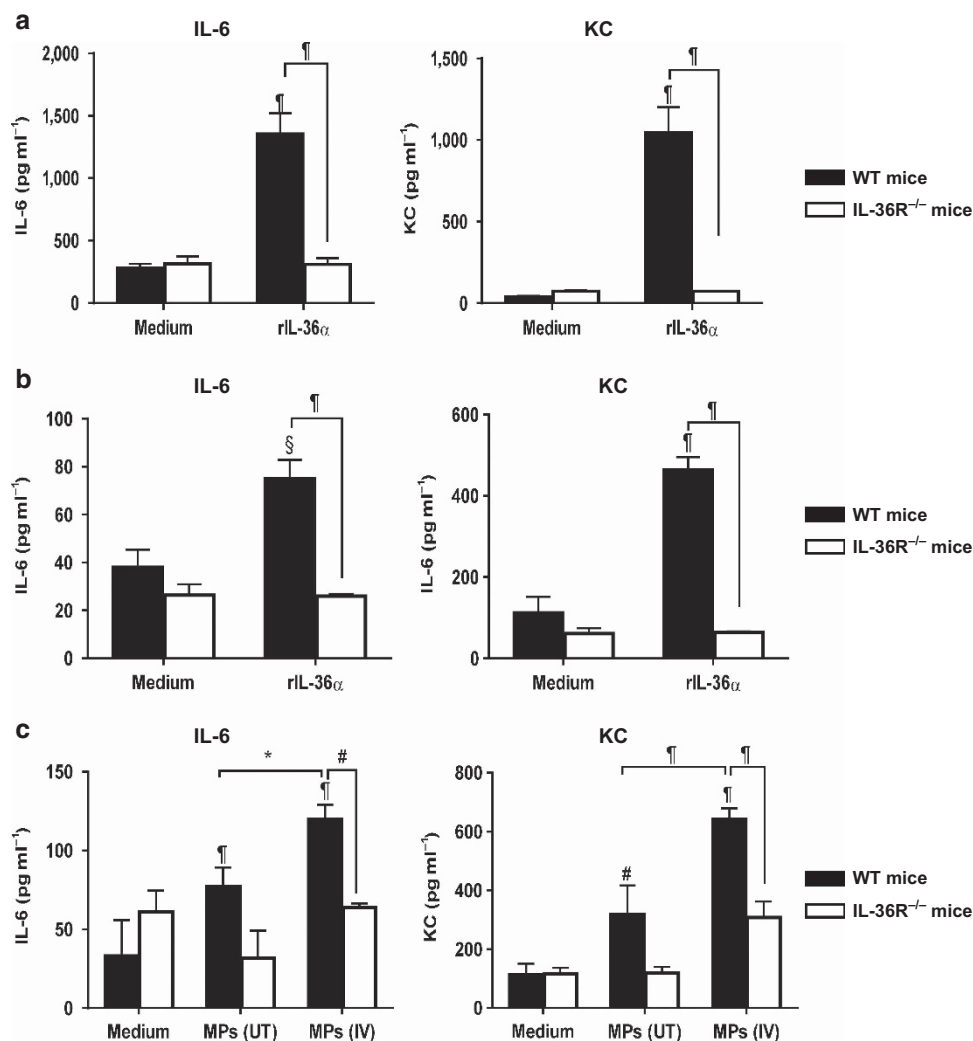 a
IL-6
KC
2,000
1,500
1,000
500
0
IL-6 (pg ml⁻¹)
¶
¶
Medium
rIL-36α
1,500
1,000
500
0
KC (pg ml⁻¹)
¶
¶
Medium
rIL-36α
WT mice
IL-36R⁻/⁻ mice
b
IL-6
KC
100
80
60
40
20
0
IL-6 (pg ml⁻¹)
¶
§
Medium
rIL-36α
600
400
200
0
IL-6 (pg ml⁻¹)
¶
¶
Medium
rIL-36α
WT mice
IL-36R⁻/⁻ mice
c
IL-6
KC
150
100
50
0
IL-6 (pg ml⁻¹)
*
#
¶
¶
Medium
MPs (UT)
MPs (IV)
800
600
400
200
0
KC (pg ml⁻¹)
¶
¶
#
¶
Medium
MPs (UT)
MPs (IV)
WT mice
IL-36R⁻/⁻ mice